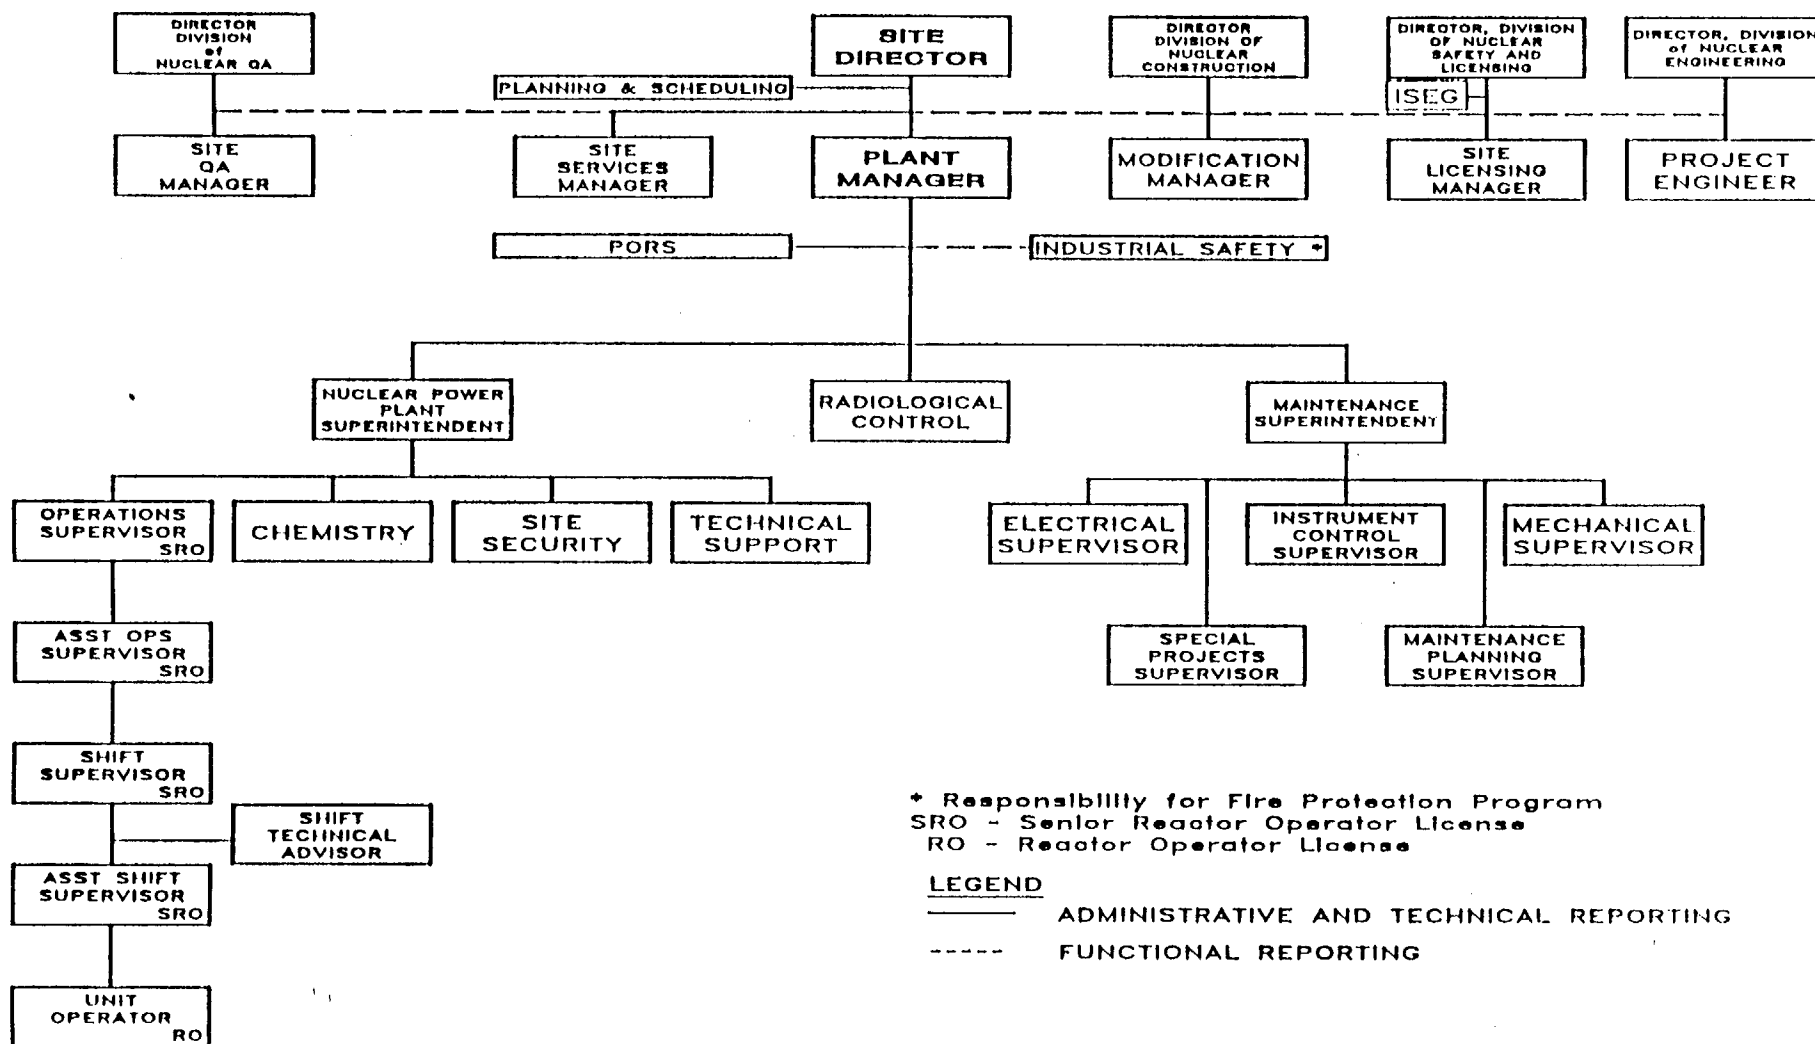 DIRECTOR
DIVISION
of
NUCLEAR QA
SITE
DIRECTOR
DIRECTOR
DIVISION OF
NUCLEAR
CONSTRUCTION
DIRECTOR, DIVISION
OF NUCLEAR
SAFETY AND
LICENSING
DIRECTOR, DIVISION
of NUCLEAR
ENGINEERING
PLANNING & SCHEDULING
ISEG
SITE
QA
MANAGER
SITE
SERVICES
MANAGER
PLANT
MANAGER
MODIFICATION
MANAGER
SITE
LICENSING
MANAGER
PROJECT
ENGINEER
PORS
INDUSTRIAL SAFETY *
NUCLEAR POWER
PLANT
SUPERINTENDENT
RADIOLOGICAL
CONTROL
MAINTENANCE
SUPERINTENDENT
OPERATIONS
SUPERVISOR
SRO
CHEMISTRY
SITE
SECURITY
TECHNICAL
SUPPORT
ELECTRICAL
SUPERVISOR
INSTRUMENT
CONTROL
SUPERVISOR
MECHANICAL
SUPERVISOR
ASST OPS
SUPERVISOR
SRO
SPECIAL
PROJECTS
SUPERVISOR
MAINTENANCE
PLANNING
SUPERVISOR
SHIFT
SUPERVISOR
SRO
SHIFT
TECHNICAL
ADVISOR
ASST SHIFT
SUPERVISOR
SRO
UNIT
OPERATOR
RO
* Responsibility for Fire Protection Program
SRO - Senior Reactor Operator License
RO - Reactor Operator License
LEGEND
ADMINISTRATIVE AND TECHNICAL REPORTING
FUNCTIONAL REPORTING